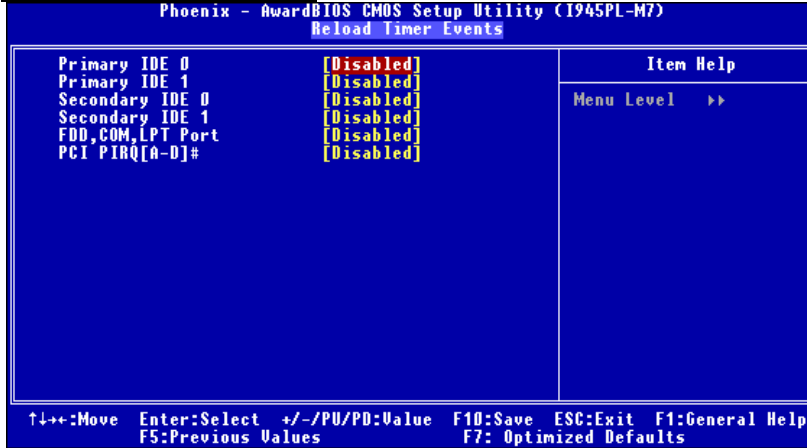 Phoenix - AwardBIOS CMOS Setup Utility (I945PL-M7)
Reload Timer Events
Primary IDE 0 [Disabled]
Primary IDE 1 [Disabled]
Secondary IDE 0 [Disabled]
Secondary IDE 1 [Disabled]
FDD,COM,LPT Port [Disabled]
PCI PIRQ[A-D]# [Disabled]
Item Help
Menu Level ▸▸
↑↓→←:Move Enter:Select +/-/PU/PD:Value F10:Save ESC:Exit F1:General Help
F5:Previous Values F7: Optimized Defaults